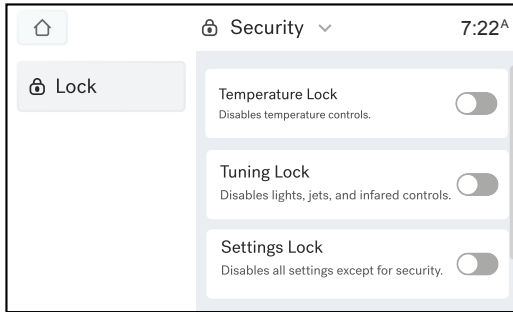 Security
7:22A
Lock
Temperature Lock
Disables temperature controls.
Tuning Lock
Disables lights, jets, and infared controls.
Settings Lock
Disables all settings except for security.